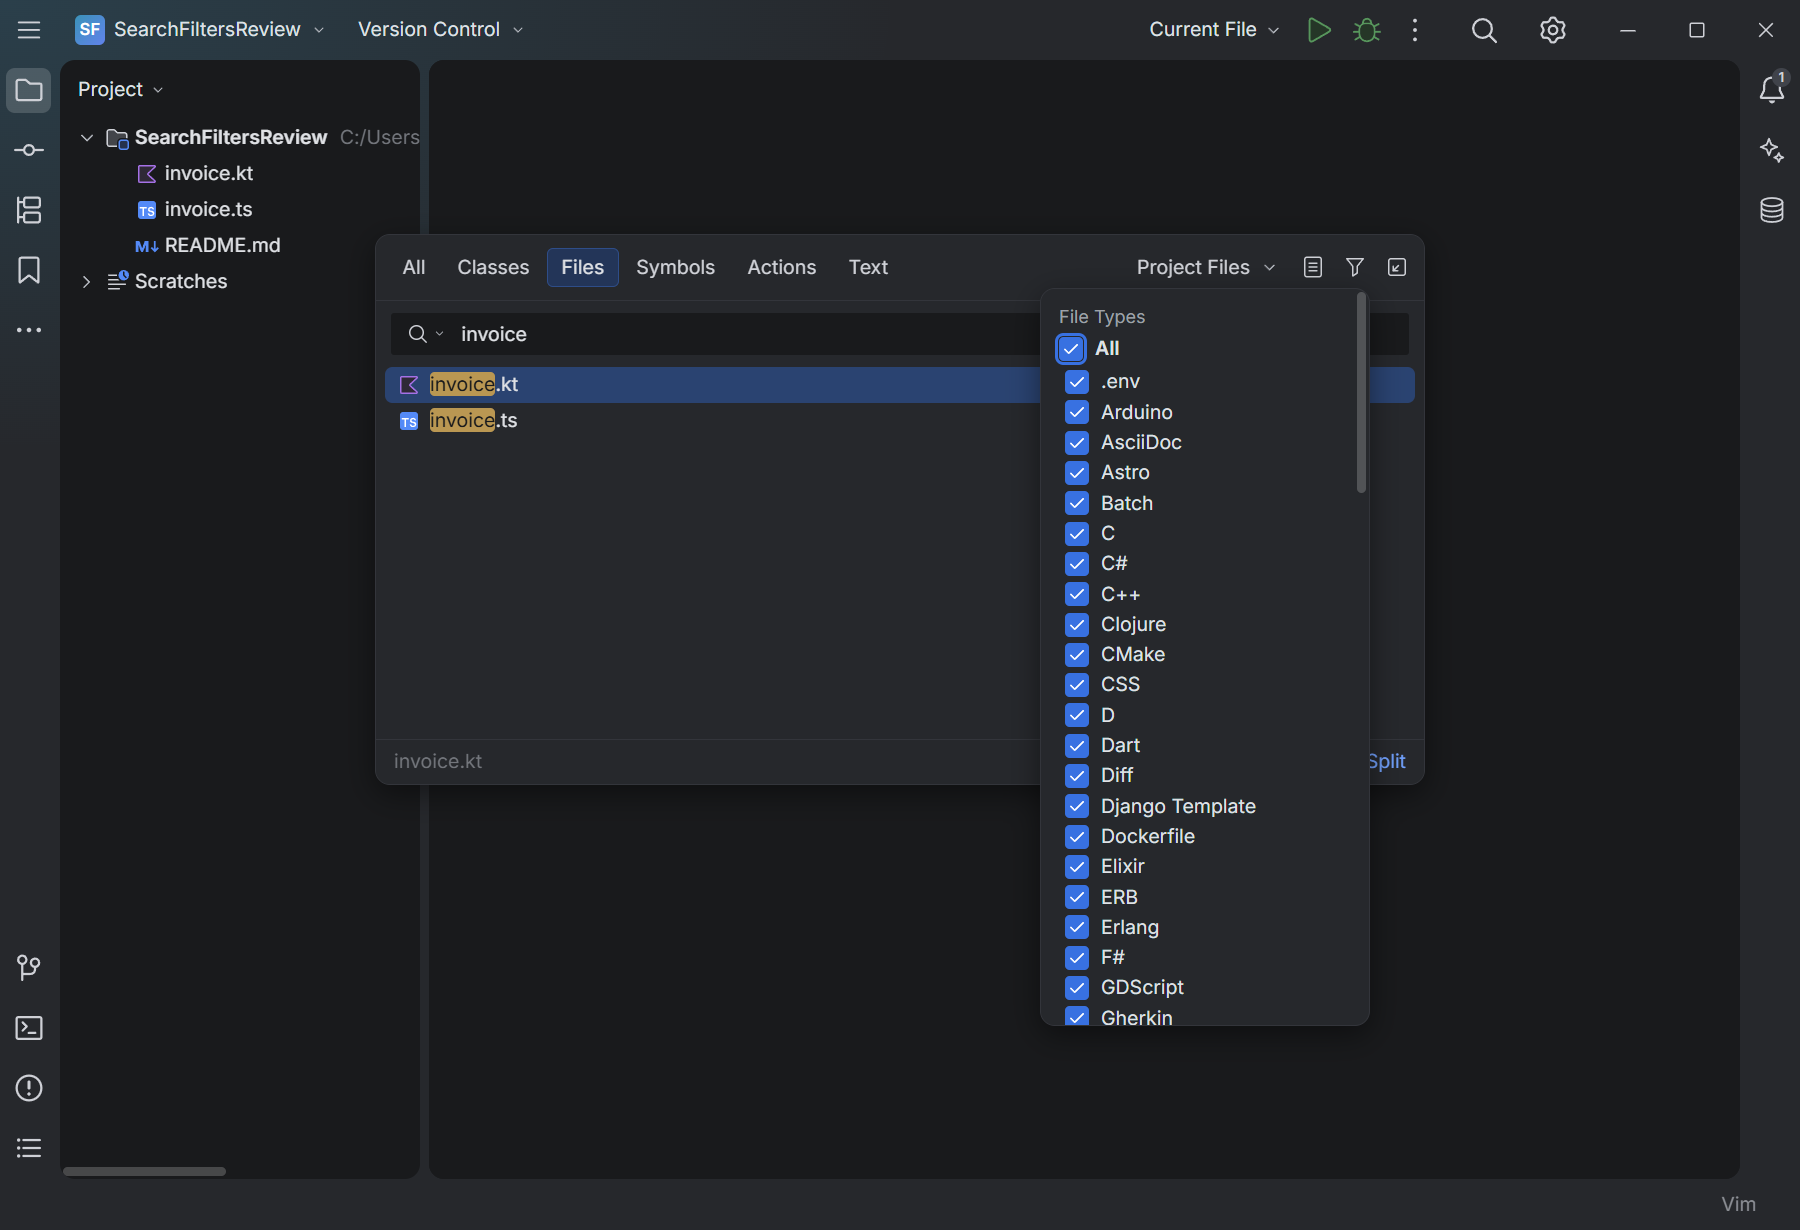 SF SearchFiltersReview Version Control Current File
Project
SearchFiltersReview C:/Users
invoice.kt
TS invoice.ts
M↓ README.md
Scratches
1
All Classes Files Symbols Actions Text Project Files
invoice
invoice.kt
TS invoice.ts
invoice.kt
Split
File Types
All
.env
Arduino
AsciiDoc
Astro
Batch
C
C#
C++
Clojure
CMake
CSS
D
Dart
Diff
Django Template
Dockerfile
Elixir
ERB
Erlang
F#
GDScript
Gherkin
Vim